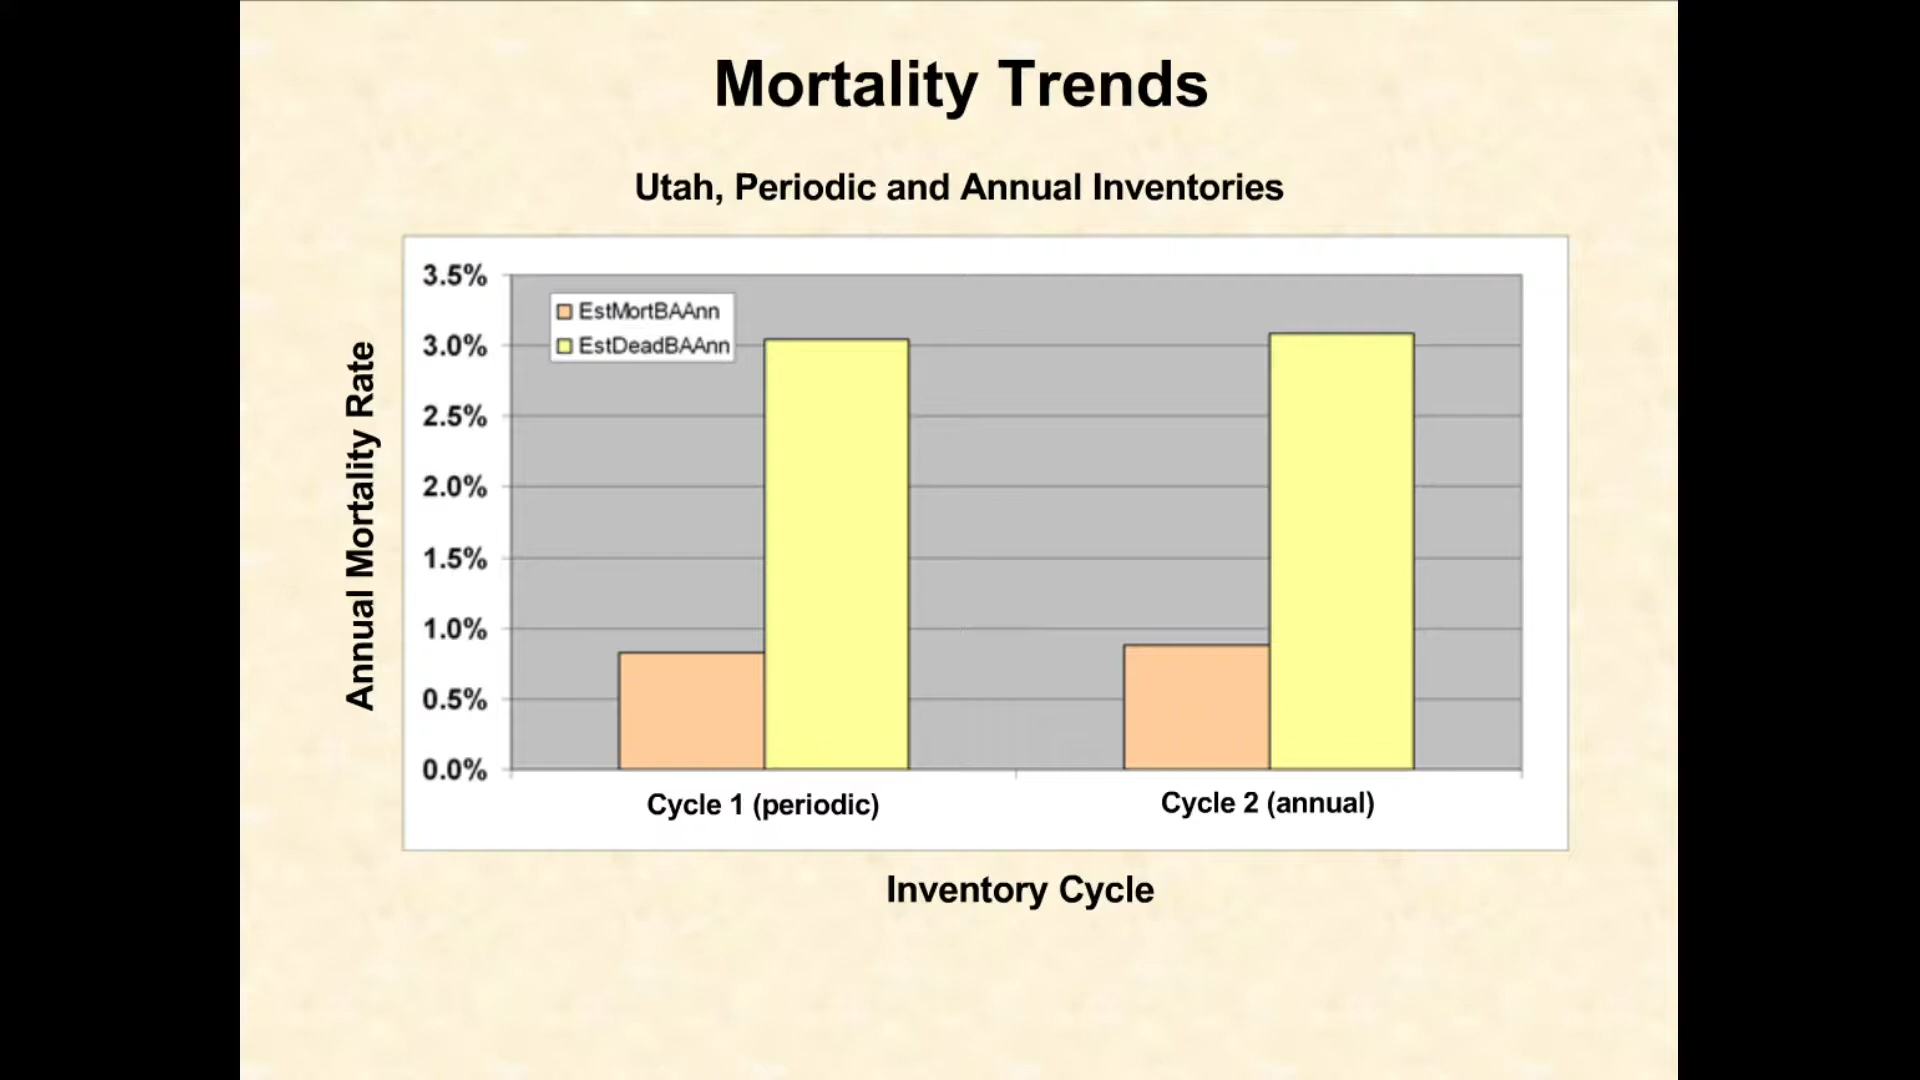 Mortality Trends
Utah, Periodic and Annual Inventories
Annual Mortality Rate
3.5%
3.0%
2.5%
2.0%
1.5%
1.0%
0.5%
0.0%
EstMortBAAnn
EstDeadBAAnn
Cycle 1 (periodic)
Cycle 2 (annual)
Inventory Cycle